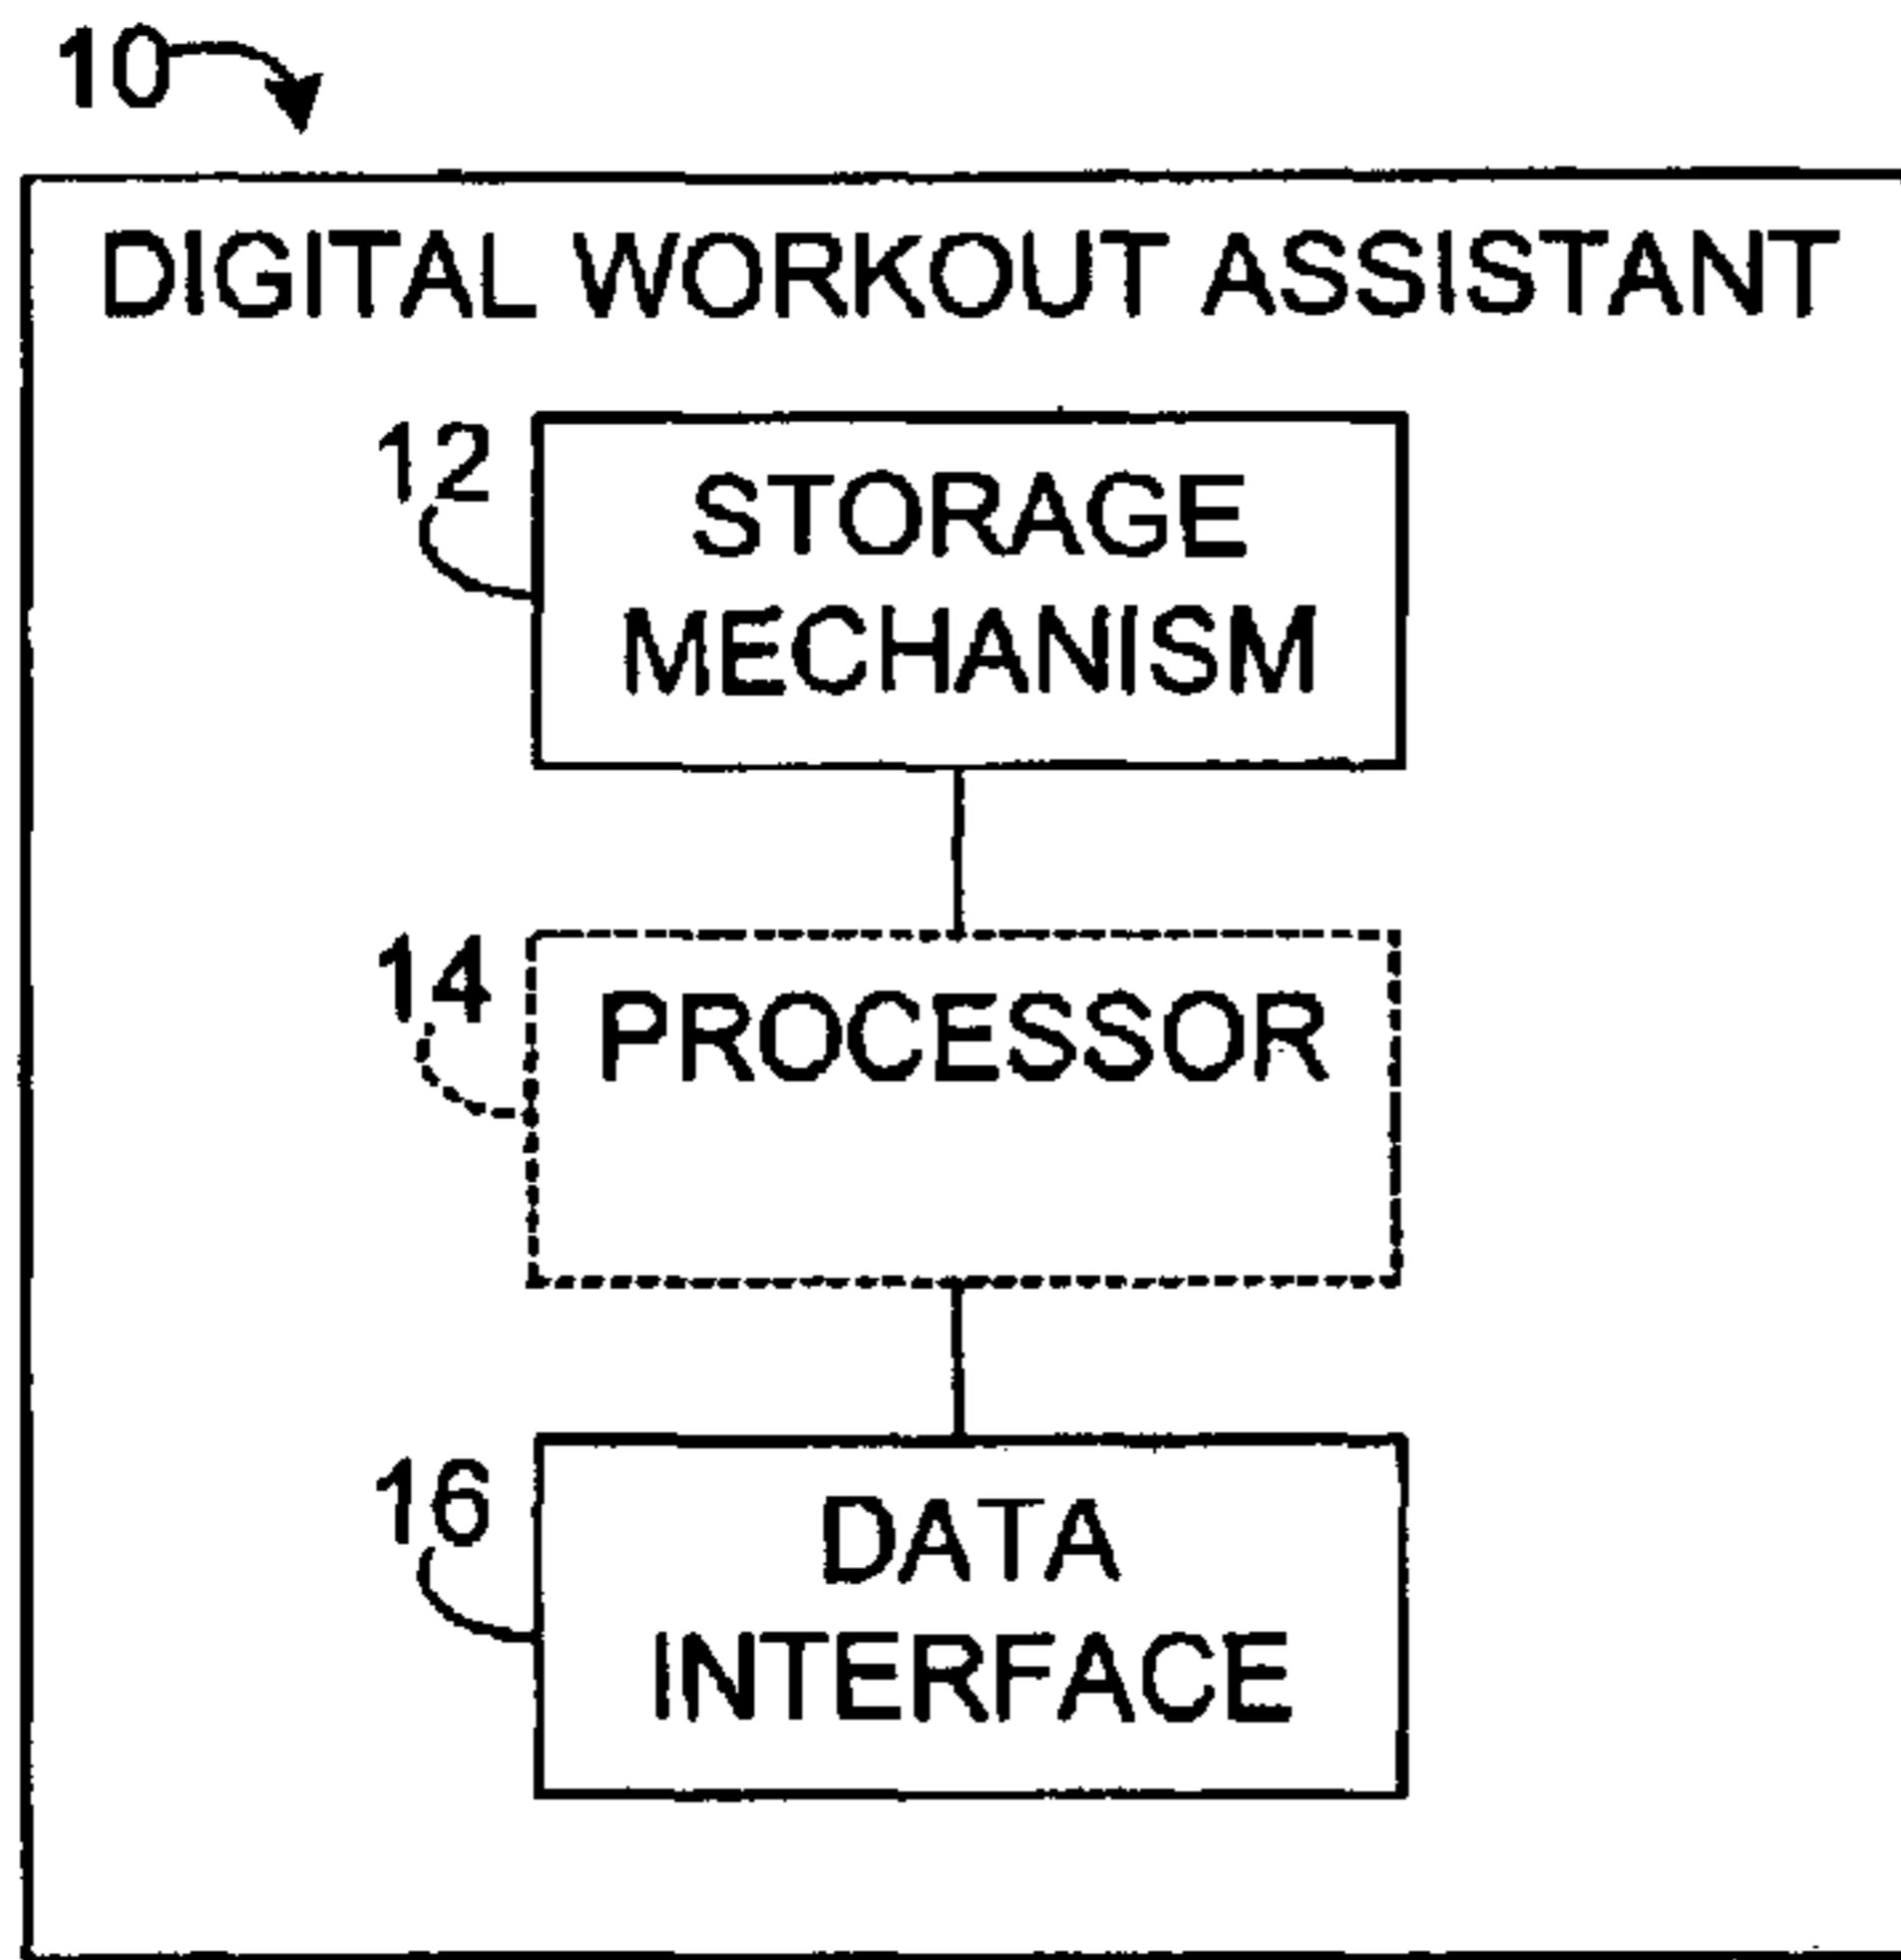 10
DIGITAL WORKOUT ASSISTANT
12
STORAGE
MECHANISM
14
PROCESSOR
16
DATA
INTERFACE